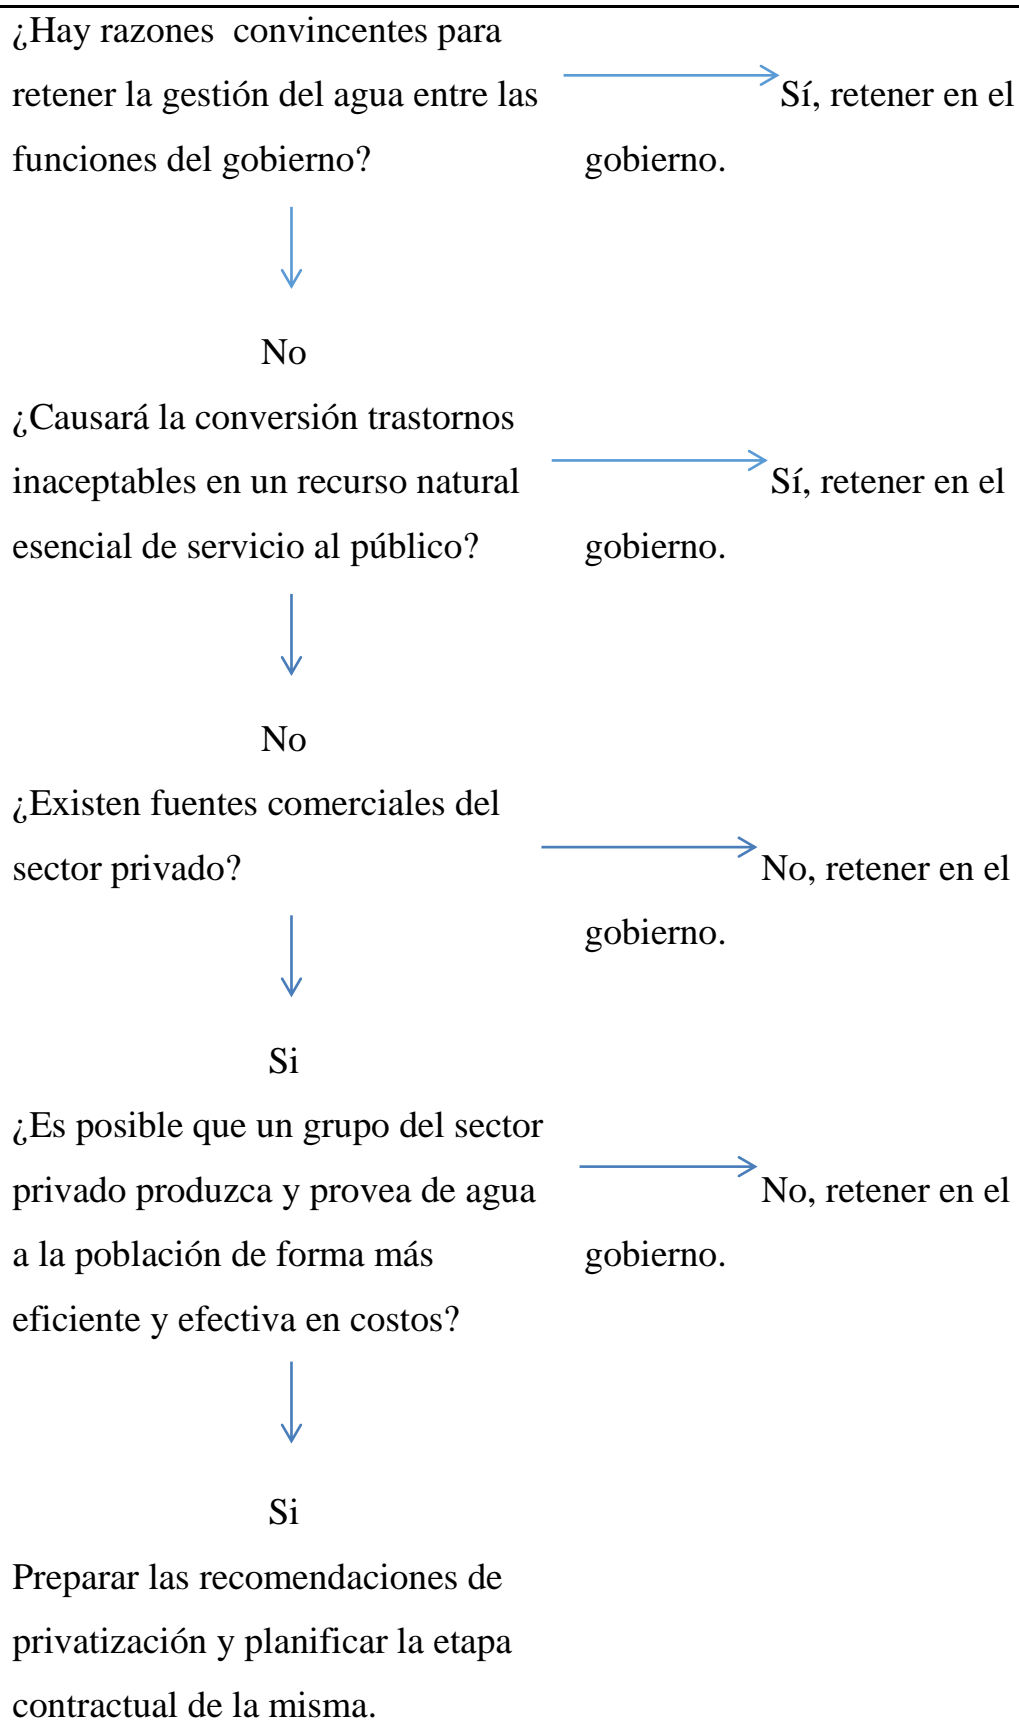 ¿Hay razones  convincentes para
retener la gestión del agua entre las
Sí, retener en el
funciones del gobierno?
gobierno.
No
¿Causará la conversión trastornos
inaceptables en un recurso natural
Sí, retener en el
esencial de servicio al público?
gobierno.
No
¿Existen fuentes comerciales del
sector privado?
No, retener en el
gobierno.
Si
¿Es posible que un grupo del sector
privado produzca y provea de agua
No, retener en el
a la población de forma más
gobierno.
eficiente y efectiva en costos?
Si
Preparar las recomendaciones de
privatización y planificar la etapa
contractual de la misma.